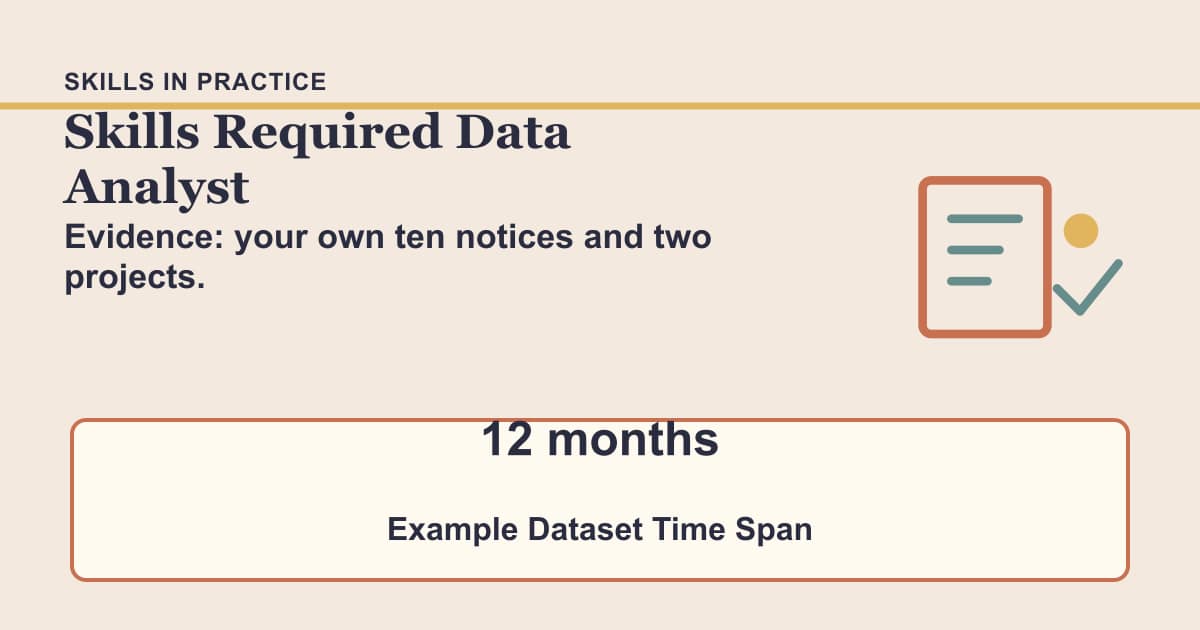 SKILLS IN PRACTICE
Skills Required Data
Analyst
Evidence: your own ten notices and two
projects.
12 months
Example Dataset Time Span